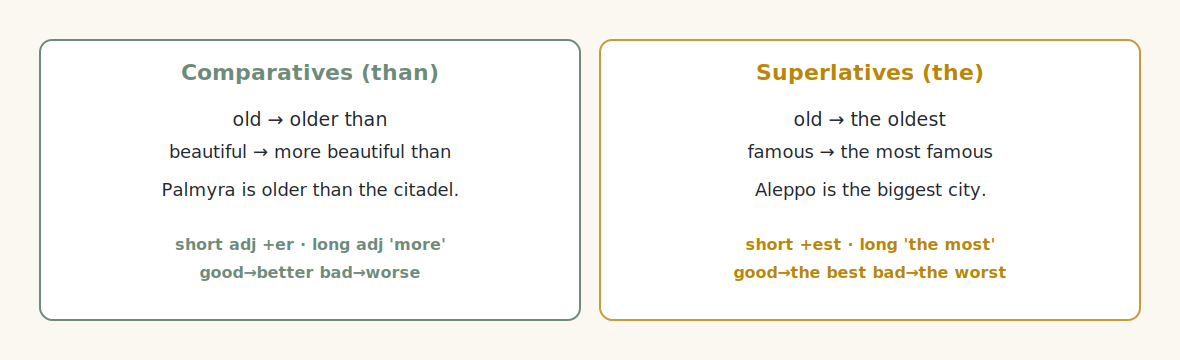 Comparatives (than)
old → older than
beautiful → more beautiful than
Palmyra is older than the citadel.
short adj +er · long adj 'more'
good→better bad→worse
Superlatives (the)
old → the oldest
famous → the most famous
Aleppo is the biggest city.
short +est · long 'the most'
good→the best bad→the worst